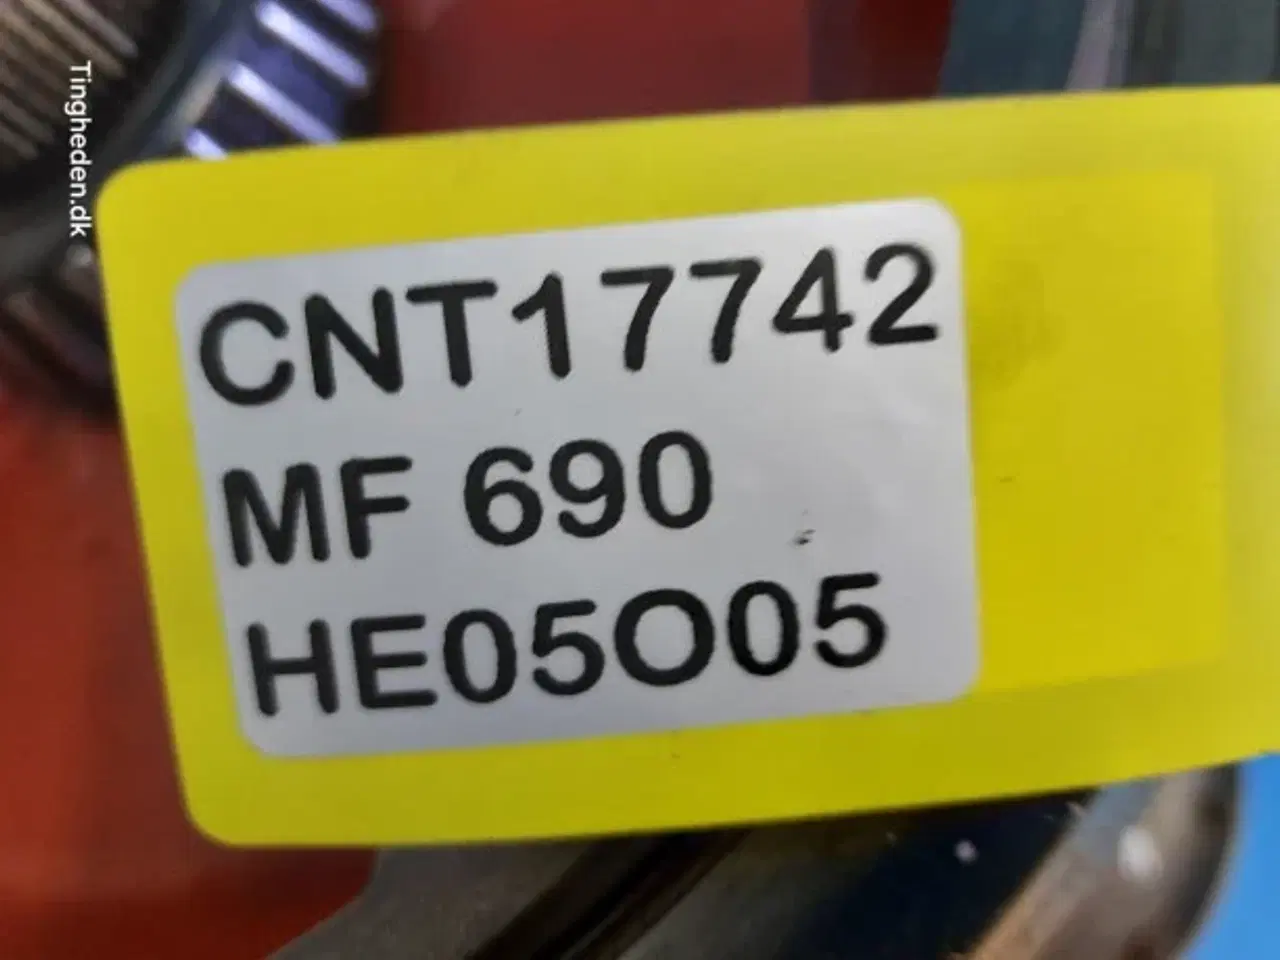 Tingheden.dk
CNT17742
MF 690
HE05O05